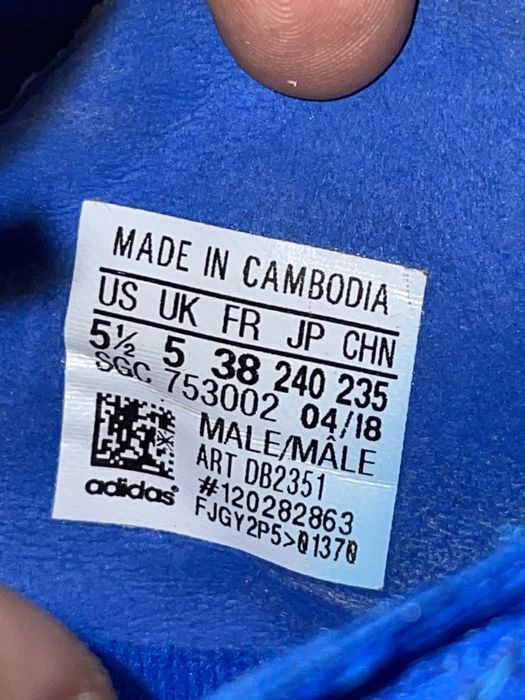 MADE IN CAMBODIA
US UK FR JP CHN
5½ 5 38 240 235
SGC 753002 04/18
MALE/MÂLE
ART DB2351
#120282863
FJGY2P5>01370
adidas